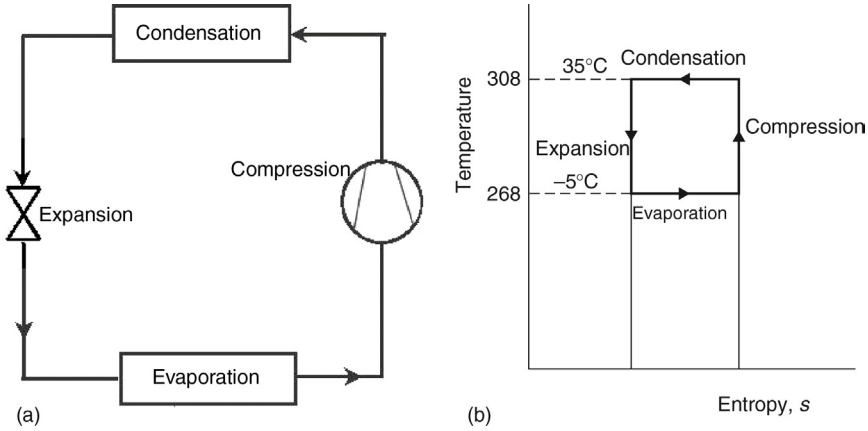 Condensation
Compression
Expansion
Evaporation
(a)
Temperature
308
35°C
Condensation
Expansion
Compression
268
–5°C
Evaporation
Entropy, s
(b)